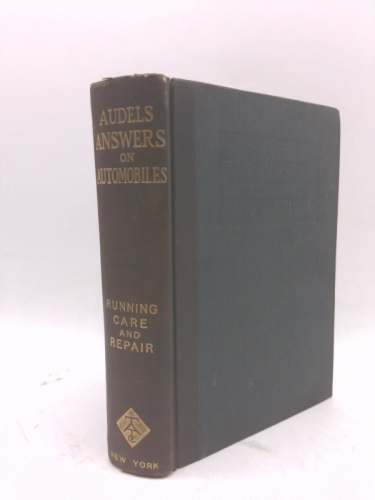 AUDELS
ANSWERS
ON
AUTOMOBILES
RUNNING
CARE
AND
REPAIR
NEW YORK